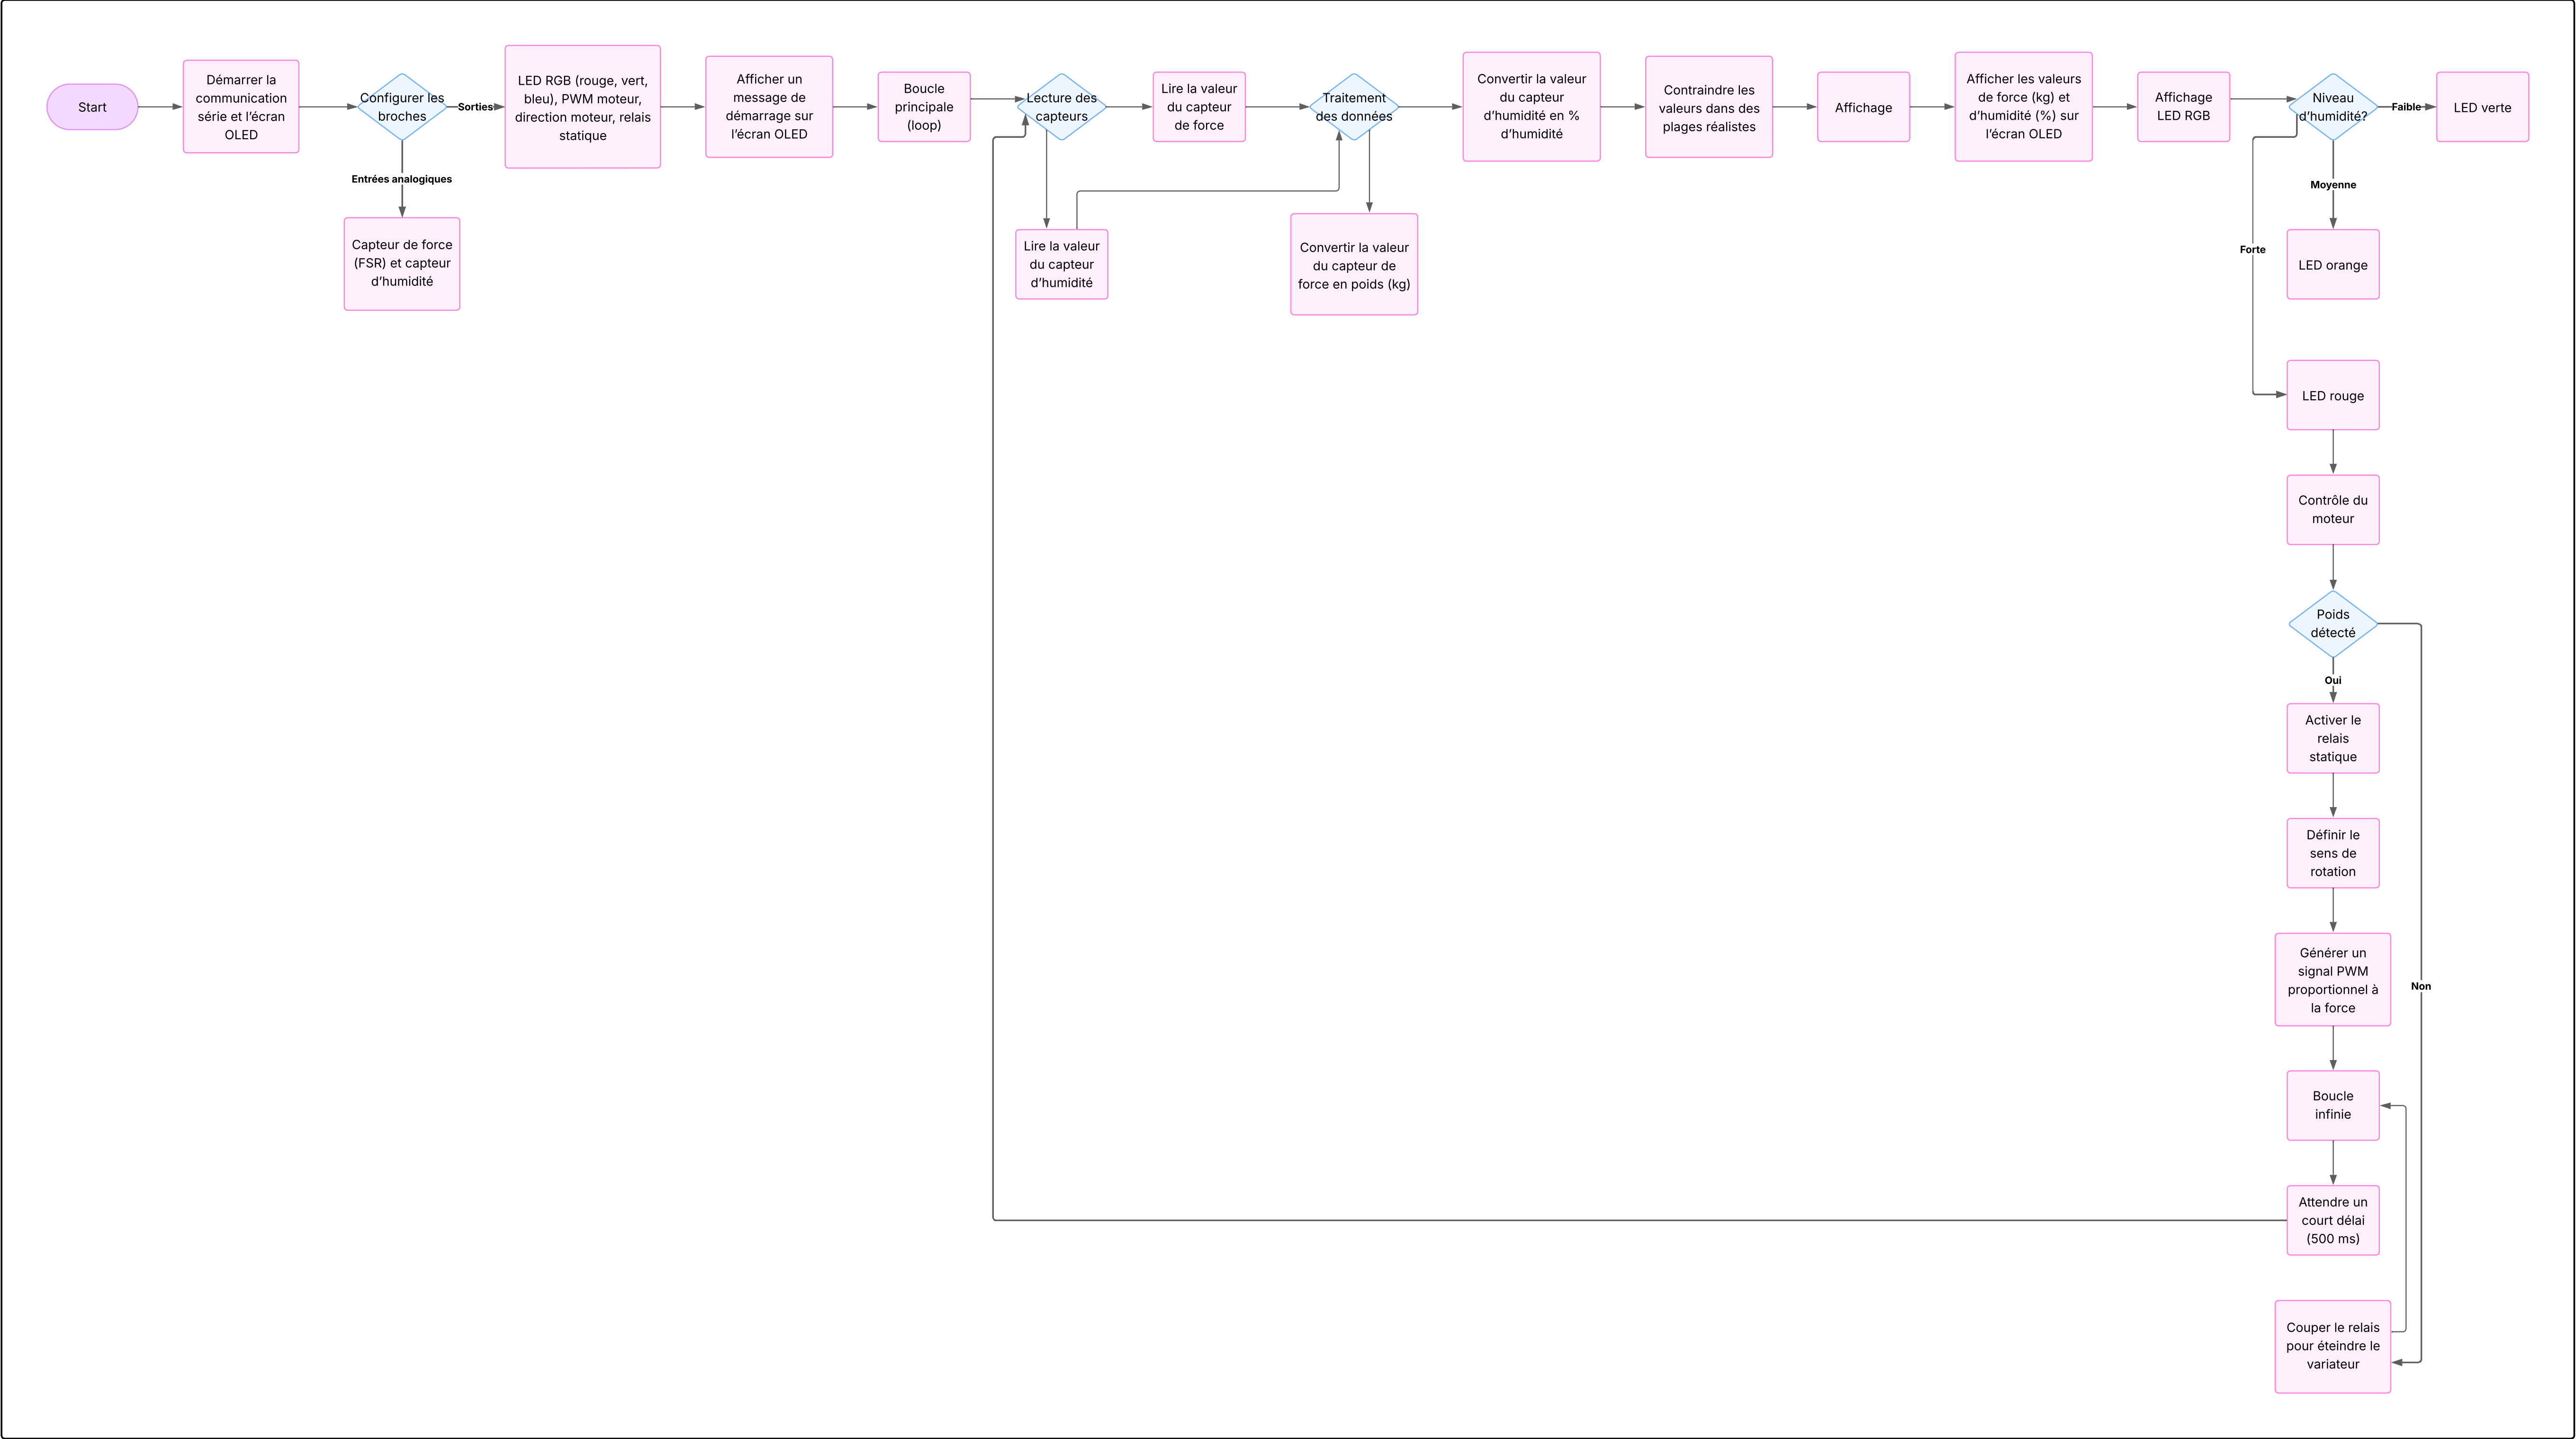 Start
Démarrer la
communication
série et l’écran
OLED
Configurer les
broches
Sorties
Entrées analogiques
Capteur de force
(FSR) et capteur
d’humidité
LED RGB (rouge, vert,
bleu), PWM moteur,
direction moteur, relais
statique
Afficher un
message de
démarrage sur
l’écran OLED
Boucle
principale
(loop)
Lecture des
capteurs
Lire la valeur
du capteur
d’humidité
Lire la valeur
du capteur
de force
Traitement
des données
Convertir la valeur
du capteur de
force en poids (kg)
Convertir la valeur
du capteur
d’humidité en %
d’humidité
Contraindre les
valeurs dans des
plages réalistes
Affichage
Afficher les valeurs
de force (kg) et
d’humidité (%) sur
l’écran OLED
Affichage
LED RGB
Niveau
d’humidité?
Faible
LED verte
Moyenne
LED orange
Forte
LED rouge
Contrôle du
moteur
Poids
détecté
Oui
Activer le
relais
statique
Définir le
sens de
rotation
Générer un
signal PWM
proportionnel à
la force
Non
Boucle
infinie
Attendre un
court délai
(500 ms)
Couper le relais
pour éteindre le
variateur